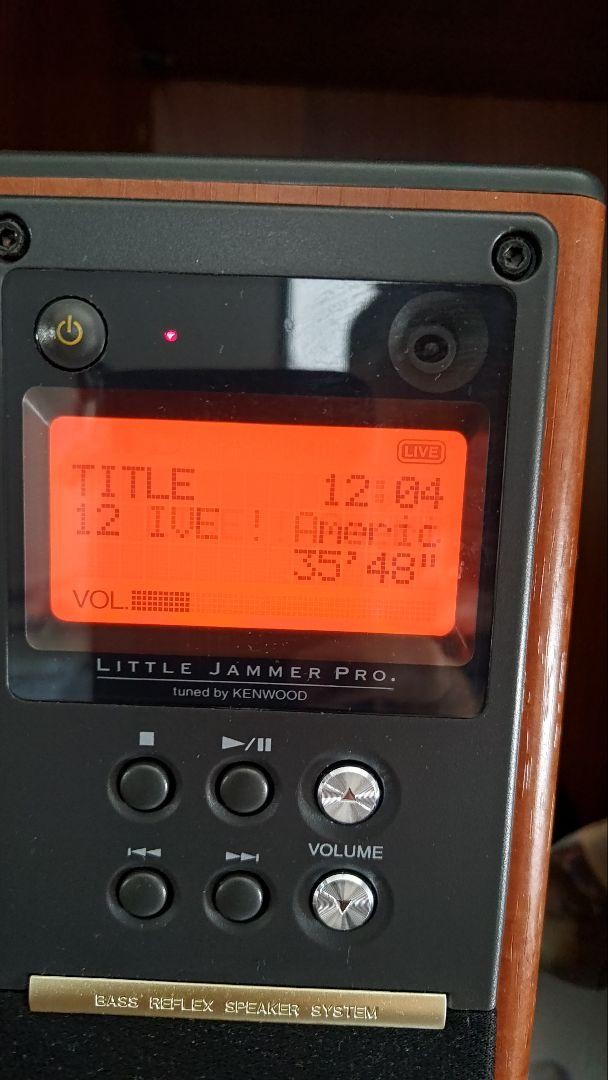 LIVE
TITLE 12:04
12 IVE ! Americ
35'48"
VOL.
LITTLE JAMMER PRO.
tuned by KENWOOD
VOLUME
BASS REFLEX SPEAKER SYSTEM